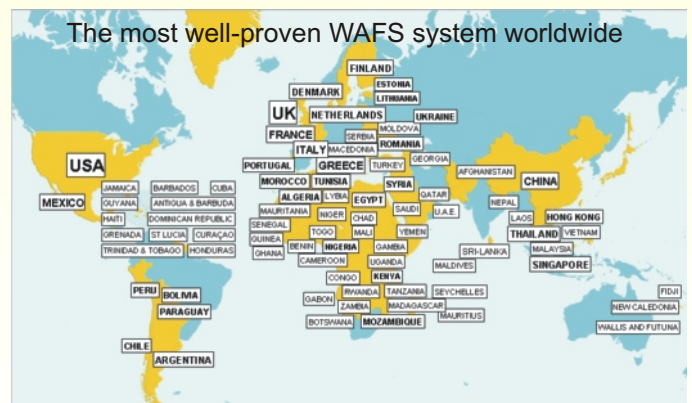 The most well-proven WAFS system worldwide
FINLAND
ESTONIA
DENMARK
LITHUANIA
UK
NETHERLANDS
UKRAINE
MOLDOVA
FRANCE
SERBIA
ITALY
MACEDONIA
ROMANIA
GEORGIA
PORTUGAL
GREECE
TURKEY
AFGHANISTAN
USA
MOROCCO
TUNISIA
SYRIA
CHINA
JAMAICA
BARBADOS
CUBA
ALGERIA
LYBIA
EGYPT
QATAR
NEPAL
MEXICO
GUYANA
ANTIGUA & BARBUDA
MAURITANIA
NIGER
CHAD
SAUDI
U.A.E.
LAOS
HONG KONG
HAITI
DOMINICAN REPUBLIC
SENEGAL
TOGO
MALI
YEMEN
THAILAND
VIETNAM
GRENADA
ST LUCIA
CURAÇAO
GUINEA
BENIN
NIGERIA
GAMBIA
SRI-LANKA
MALAYSIA
TRINADAD & TOBAGO
HONDURAS
GHANA
CAMEROON
UGANDA
MALDIVES
SINGAPORE
CONGO
KENYA
PERU
BOLIVIA
RWANDA
TANZANIA
SEYCHELLES
FIDJI
GABON
ZAMBIA
MADAGASCAR
NEW CALEDONIA
PARAGUAY
BOTSWANA
MOZAMBIQUE
MAURITIUS
WALLIS AND FUTUNA
CHILE
ARGENTINA